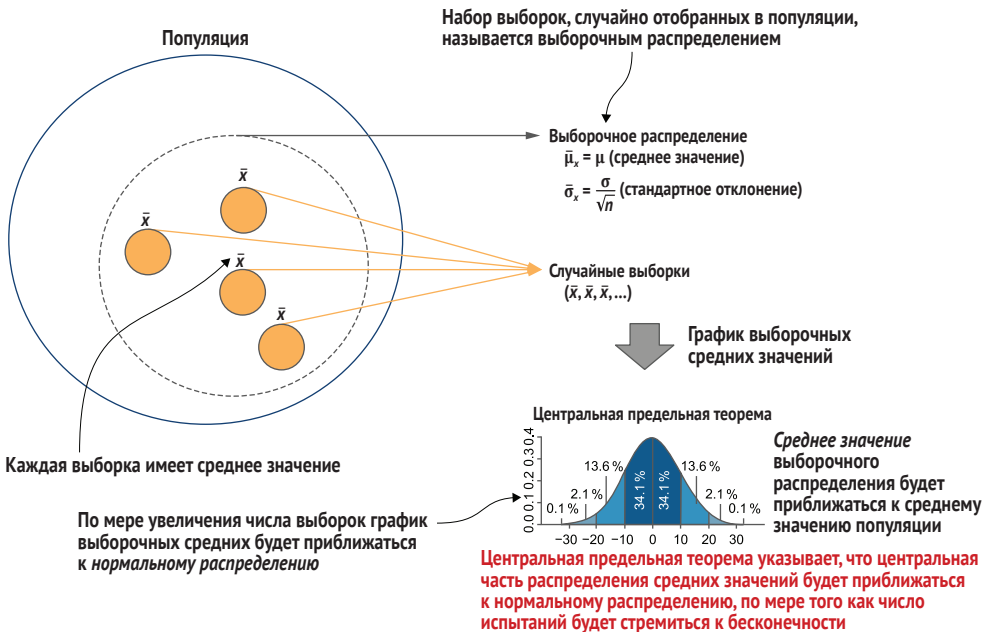 Набор выборок, случайно отобранных в популяции,
называется выборочным распределением
Популяция
Выборочное распределение
μ̄ₓ = μ (среднее значение)
σ̄ₓ = σ/√n (стандартное отклонение)
x̄
x̄
x̄
x̄
Случайные выборки
(x̄, x̄, x̄, ...)
График выборочных
средних значений
Каждая выборка имеет среднее значение
Центральная предельная теорема
0.0 0.1 0.2 0.3 0.4
0.1 % 2.1 % 13.6 % 34.1 % 34.1 % 13.6 % 2.1 % 0.1 %
−30 −20 −10 0 10 20 30
Среднее значение
выборочного
распределения будет
приближаться к среднему
значению популяции
По мере увеличения числа выборок график
выборочных средних будет приближаться
к нормальному распределению
Центральная предельная теорема указывает, что центральная
часть распределения средних значений будет приближаться
к нормальному распределению, по мере того как число
испытаний будет стремиться к бесконечности